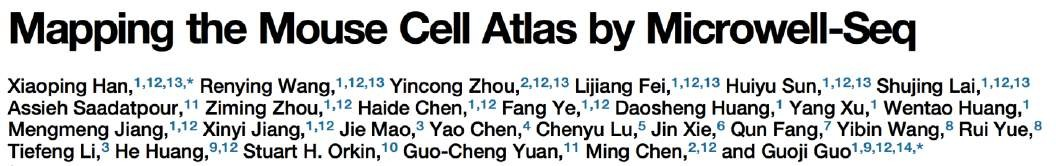 Mapping the Mouse Cell Atlas by Microwell-Seq
Xiaoping Han,1,12,13,* Renying Wang,1,12,13 Yincong Zhou,2,12,13 Lijiang Fei,1,12,13 Huiyu Sun,1,12,13 Shujing Lai,1,12,13
Assieh Saadatpour,11 Ziming Zhou,1,12 Haide Chen,1,12 Fang Ye,1,12 Daosheng Huang,1 Yang Xu,1 Wentao Huang,1
Mengmeng Jiang,1,12 Xinyi Jiang,1,12 Jie Mao,3 Yao Chen,4 Chenyu Lu,5 Jin Xie,6 Qun Fang,7 Yibin Wang,8 Rui Yue,8
Tiefeng Li,3 He Huang,9,12 Stuart H. Orkin,10 Guo-Cheng Yuan,11 Ming Chen,2,12 and Guoji Guo1,9,12,14,*